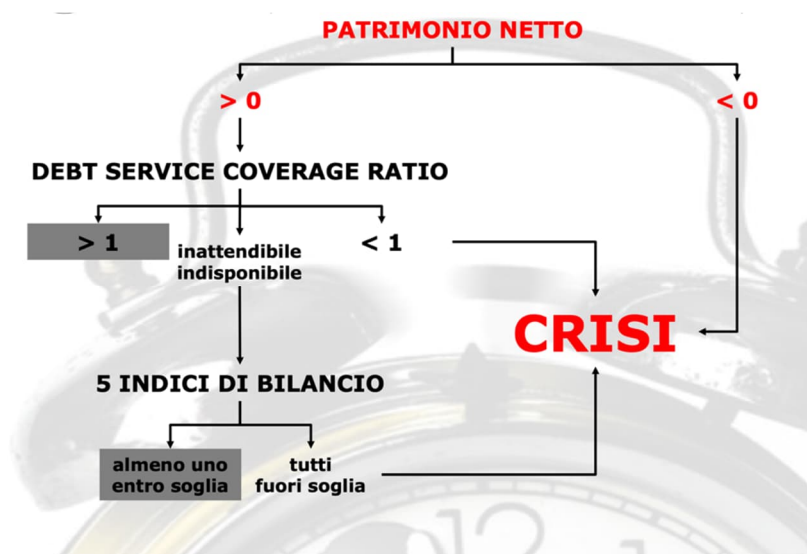 PATRIMONIO NETTO
> 0
< 0
DEBT SERVICE COVERAGE RATIO
> 1
inattendibile
indisponibile
< 1
CRISI
5 INDICI DI BILANCIO
almeno uno
entro soglia
tutti
fuori soglia
12